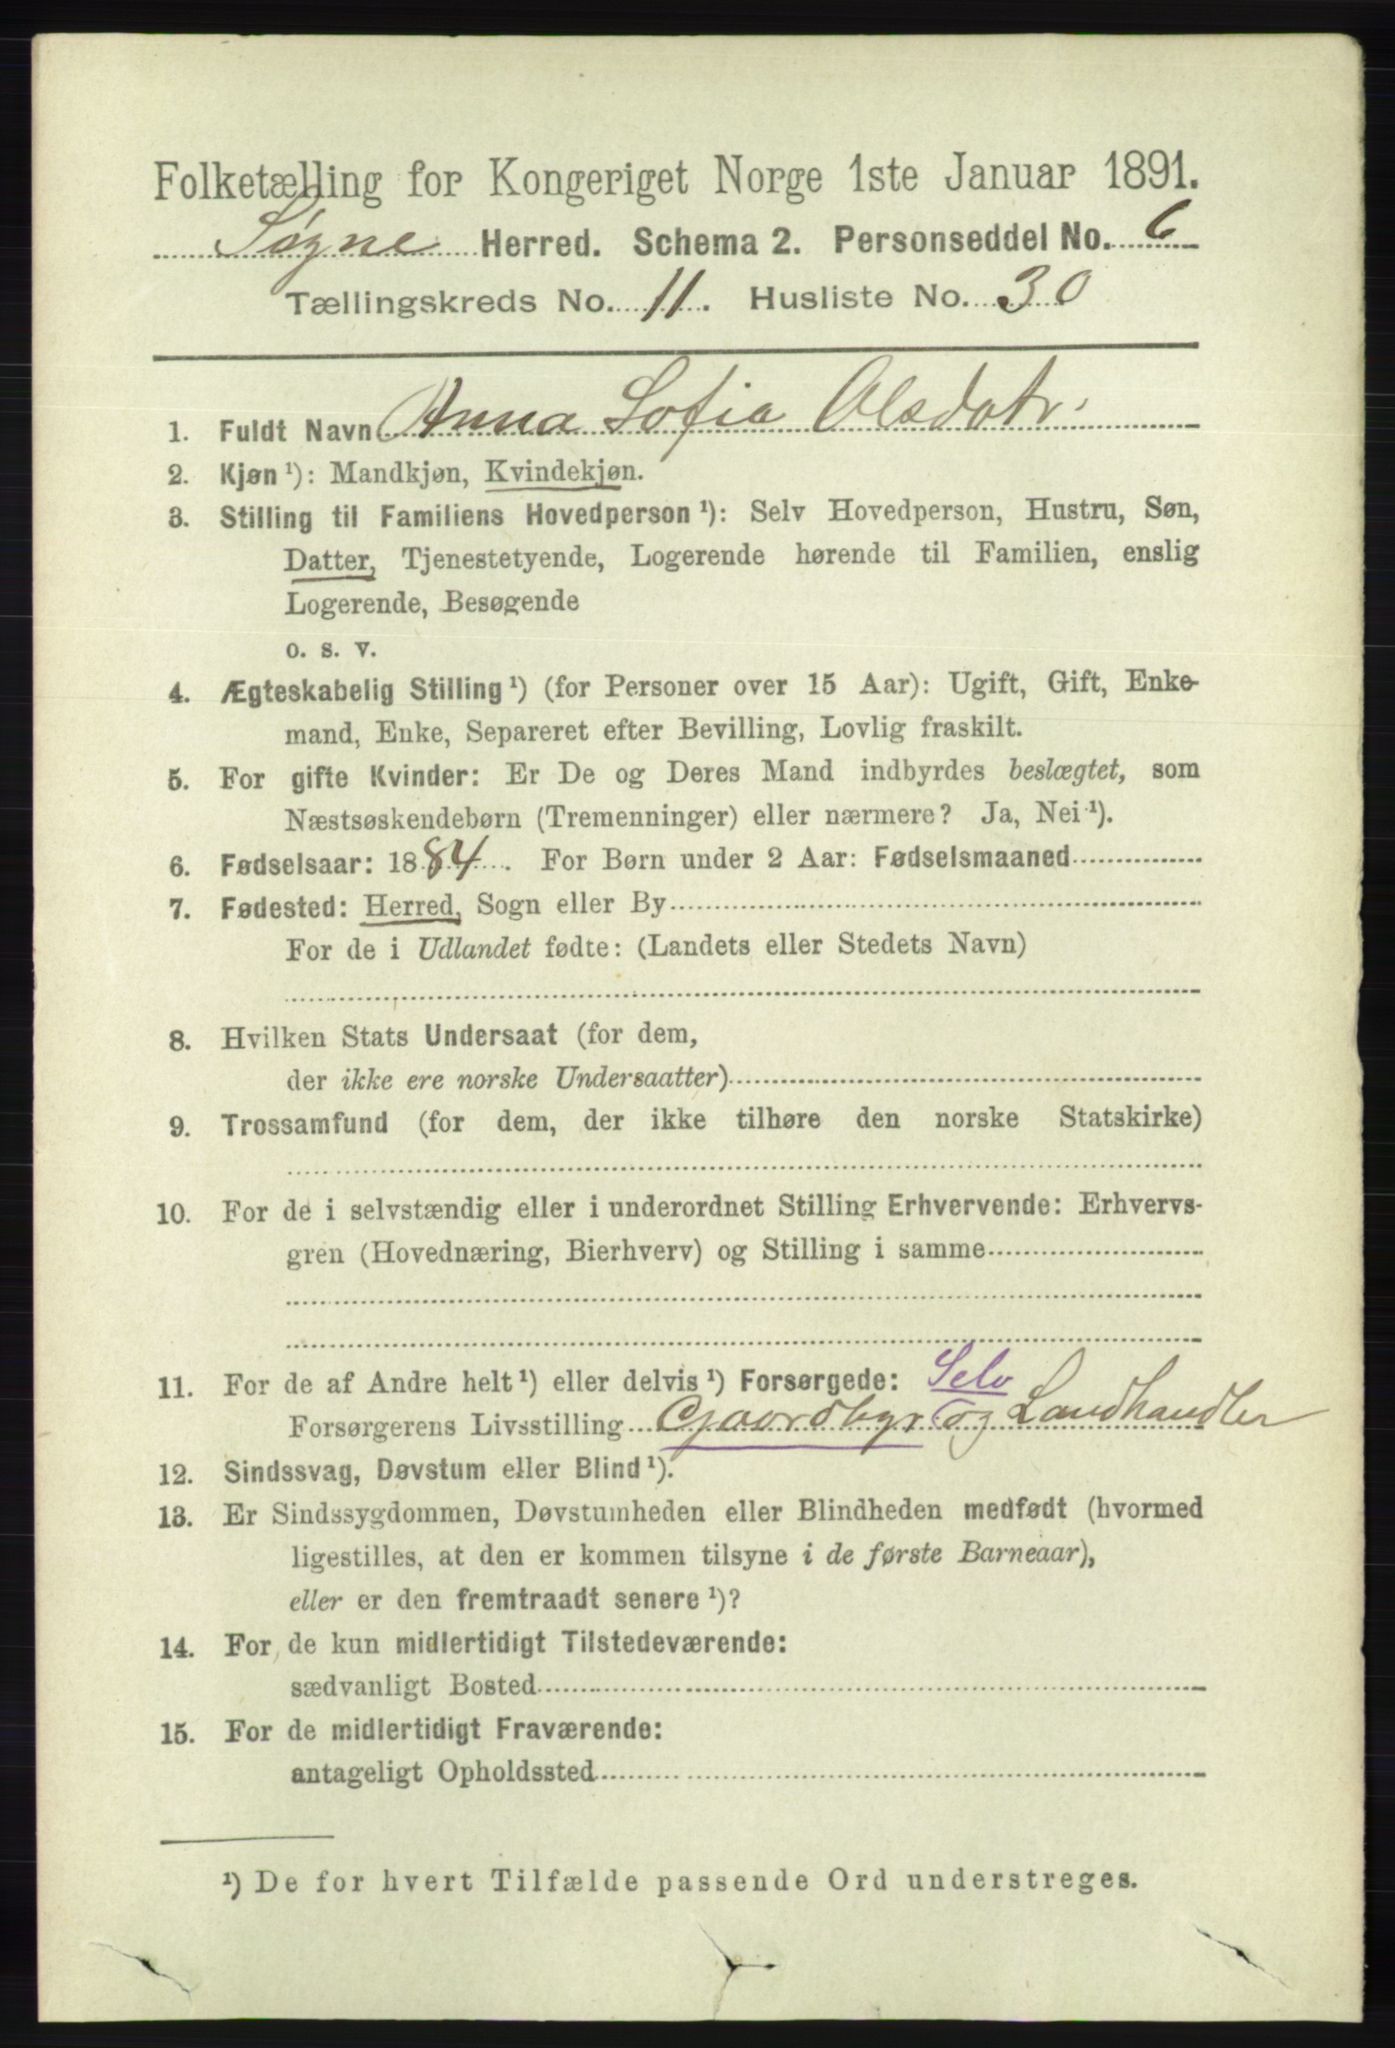 Folketælling for Kongeriget Norge 1ste Januar 1891.
Søgne Herred. Schema 2. Personseddel No. 6
Tællingskreds No. 11. Husliste No. 30
1. Fuldt Navn Anna Sofia Olsdotr.
2. Kjøn ¹): Mandkjøn, Kvindekjøn.
3. Stilling til Familiens Hovedperson ¹): Selv Hovedperson, Hustru, Søn,
Datter, Tjenestetyende, Logerende hørende til Familien, enslig
Logerende, Besøgende
o. s. v.
4. Ægteskabelig Stilling ¹) (for Personer over 15 Aar): Ugift, Gift, Enke-
mand, Enke, Separeret efter Bevilling, Lovlig fraskilt.
5. For gifte Kvinder: Er De og Deres Mand indbyrdes beslægtet, som
Næstsøskendebørn (Tremenninger) eller nærmere? Ja, Nei ¹).
6. Fødselsaar: 1884. For Børn under 2 Aar: Fødselsmaaned
7. Fødested: Herred, Sogn eller By
For de i Udlandet fødte: (Landets eller Stedets Navn)
8. Hvilken Stats Undersaat (for dem,
der ikke ere norske Undersaatter)
9. Trossamfund (for dem, der ikke tilhøre den norske Statskirke)
10. For de i selvstændig eller i underordnet Stilling Erhvervende: Erhvervs-
gren (Hovednæring, Bierhverv) og Stilling i samme
11. For de af Andre helt ¹) eller delvis ¹) Forsørgede: Selv
Forsørgerens Livsstilling Gaardbgr. og Landhandler
12. Sindssvag, Døvstum eller Blind ¹).
13. Er Sindssygdommen, Døvstumheden eller Blindheden medfødt (hvormed
ligestilles, at den er kommen tilsyne i de første Barneaar),
eller er den fremtraadt senere ¹)?
14. For de kun midlertidigt Tilstedeværende:
sædvanligt Bosted
15. For de midlertidigt Fraværende:
antageligt Opholdssted
¹) De for hvert Tilfælde passende Ord understreges.